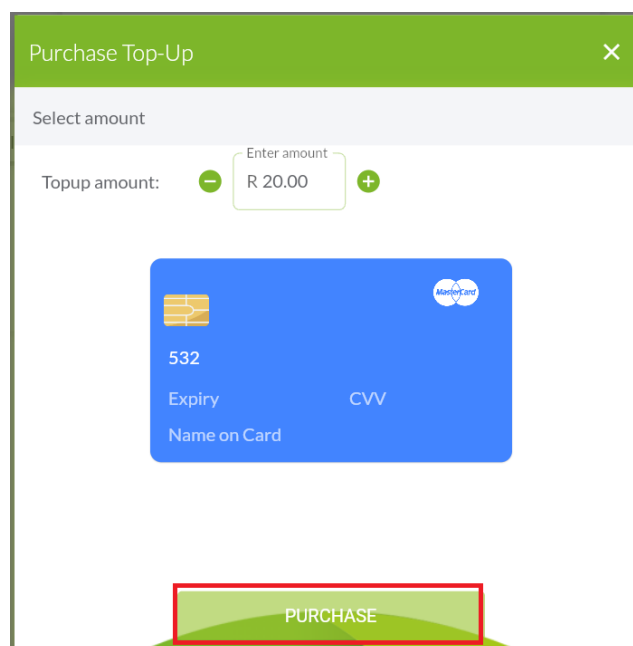 Purchase Top-Up
Select amount
Enter amount
Topup amount:
R 20.00
MasterCard
532
Expiry CVV
Name on Card
PURCHASE